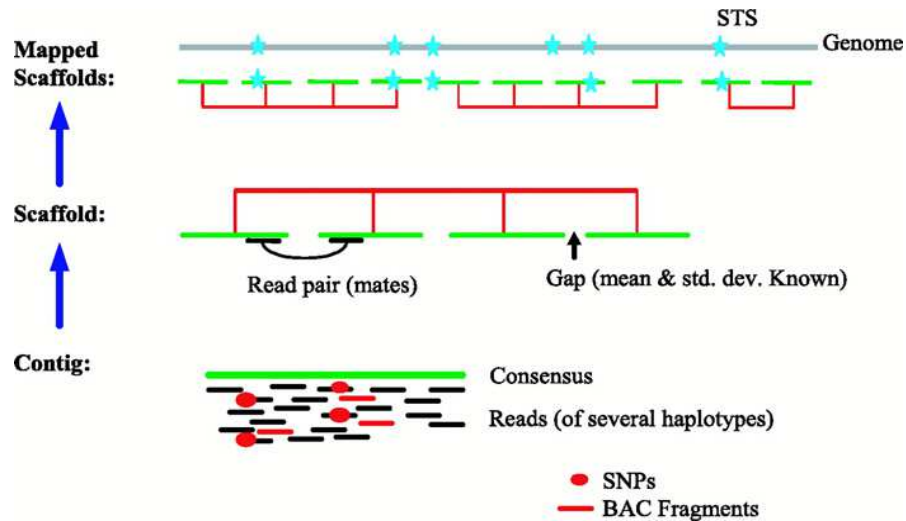 STS
Genome
Mapped
Scaffolds:
Scaffold:
Read pair (mates)
Gap (mean & std. dev. Known)
Contig:
Consensus
Reads (of several haplotypes)
SNPs
BAC Fragments